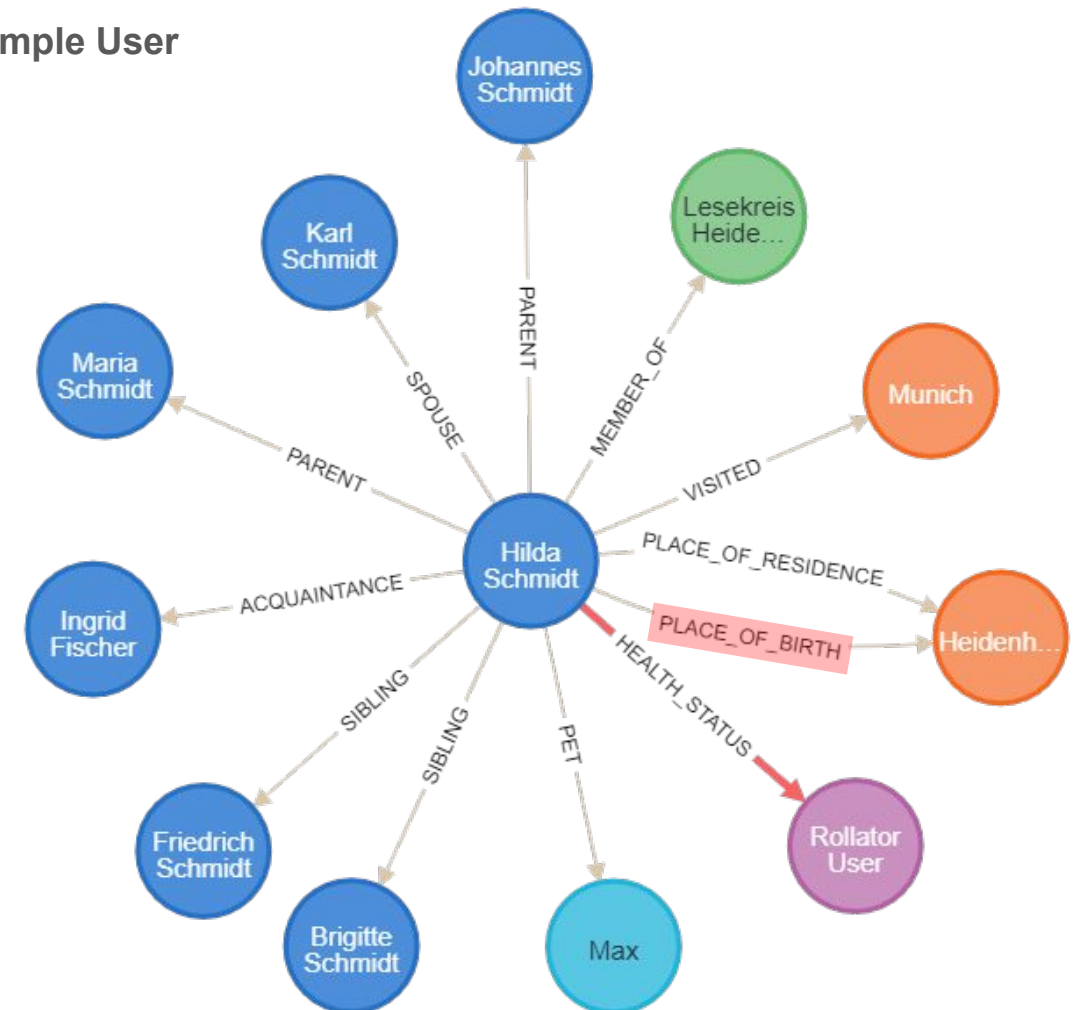 mple User
Johannes
Schmidt
Lesekreis
Heide...
Karl
Schmidt
PARENT
MEMBER_OF
Maria
Schmidt
SPOUSE
Munich
PARENT
VISITED
Hilda
Schmidt
PLACE_OF_RESIDENCE
ACQUAINTANCE
Ingrid
Fischer
PLACE_OF_BIRTH
Heidenh...
HEALTH_STATUS
SIBLING
SIBLING
PET
Friedrich
Schmidt
Rollator
User
Brigitte
Schmidt
Max